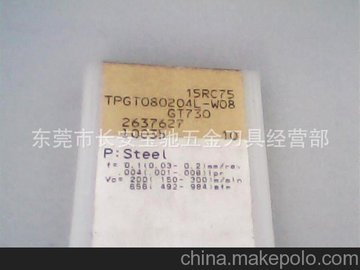 15RC75
TPGT080204L-W08
GT730
2637627
10
东莞市长安宝驰五金刀具经营部
P:Steel
f= 0.1(0.03- 0.2)mm/rev
.004(.001- .008)ipr
Vc= 200( 150- 300)m/min
656( 492- 984)sfm
china.makepolo.com